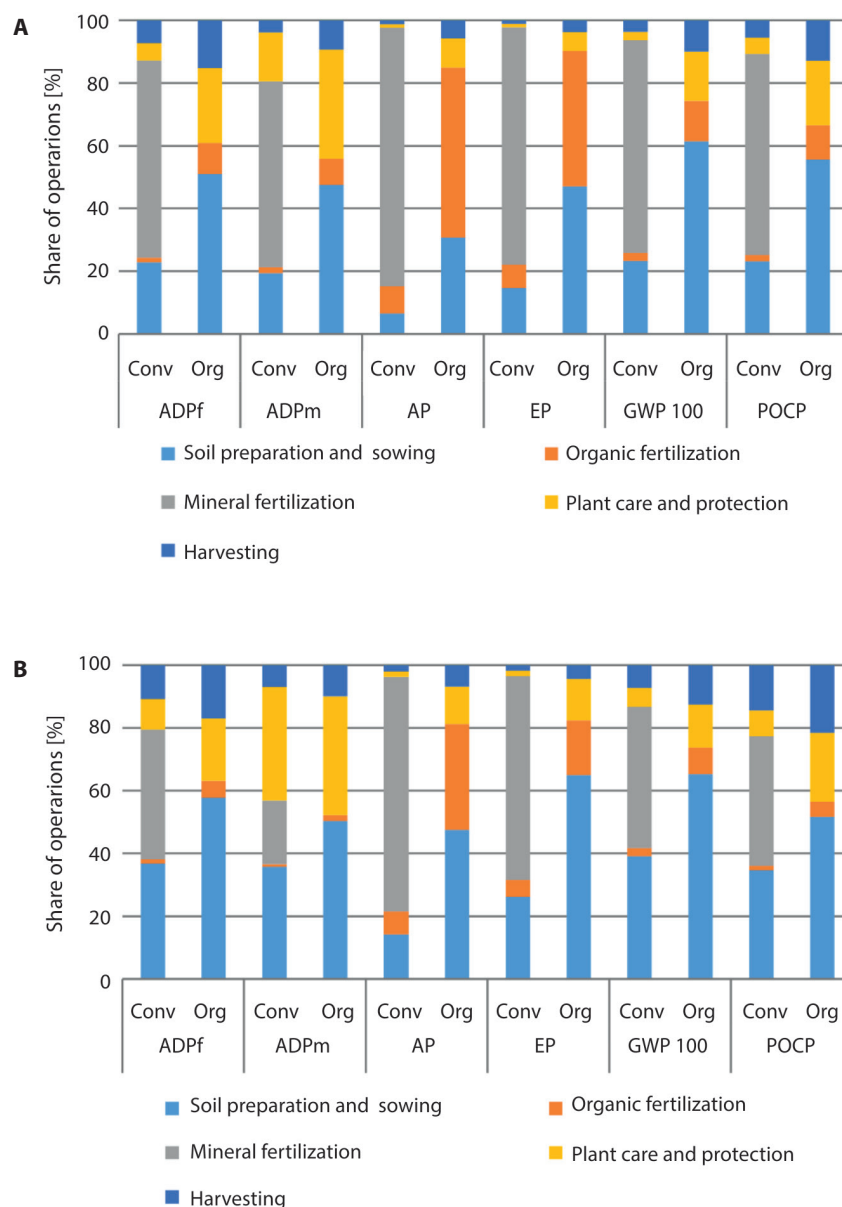 A
Share of operarions [%]
100
80
60
40
20
0
Conv Org Conv Org Conv Org Conv Org Conv Org Conv Org
ADPf ADPm AP EP GWP 100 POCP
Soil preparation and sowing
Organic fertilization
Mineral fertilization
Plant care and protection
Harvesting
B
Share of operarions [%]
100
80
60
40
20
0
Conv Org Conv Org Conv Org Conv Org Conv Org Conv Org
ADPf ADPm AP EP GWP 100 POCP
Soil preparation and sowing
Organic fertilization
Mineral fertilization
Plant care and protection
Harvesting